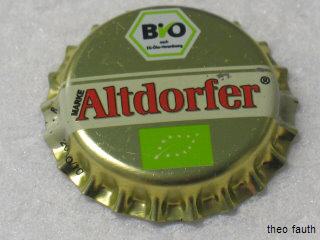 BIO
nach
EG-Öko-Verordnung
MARKE
Altdorfer®
theo fauth